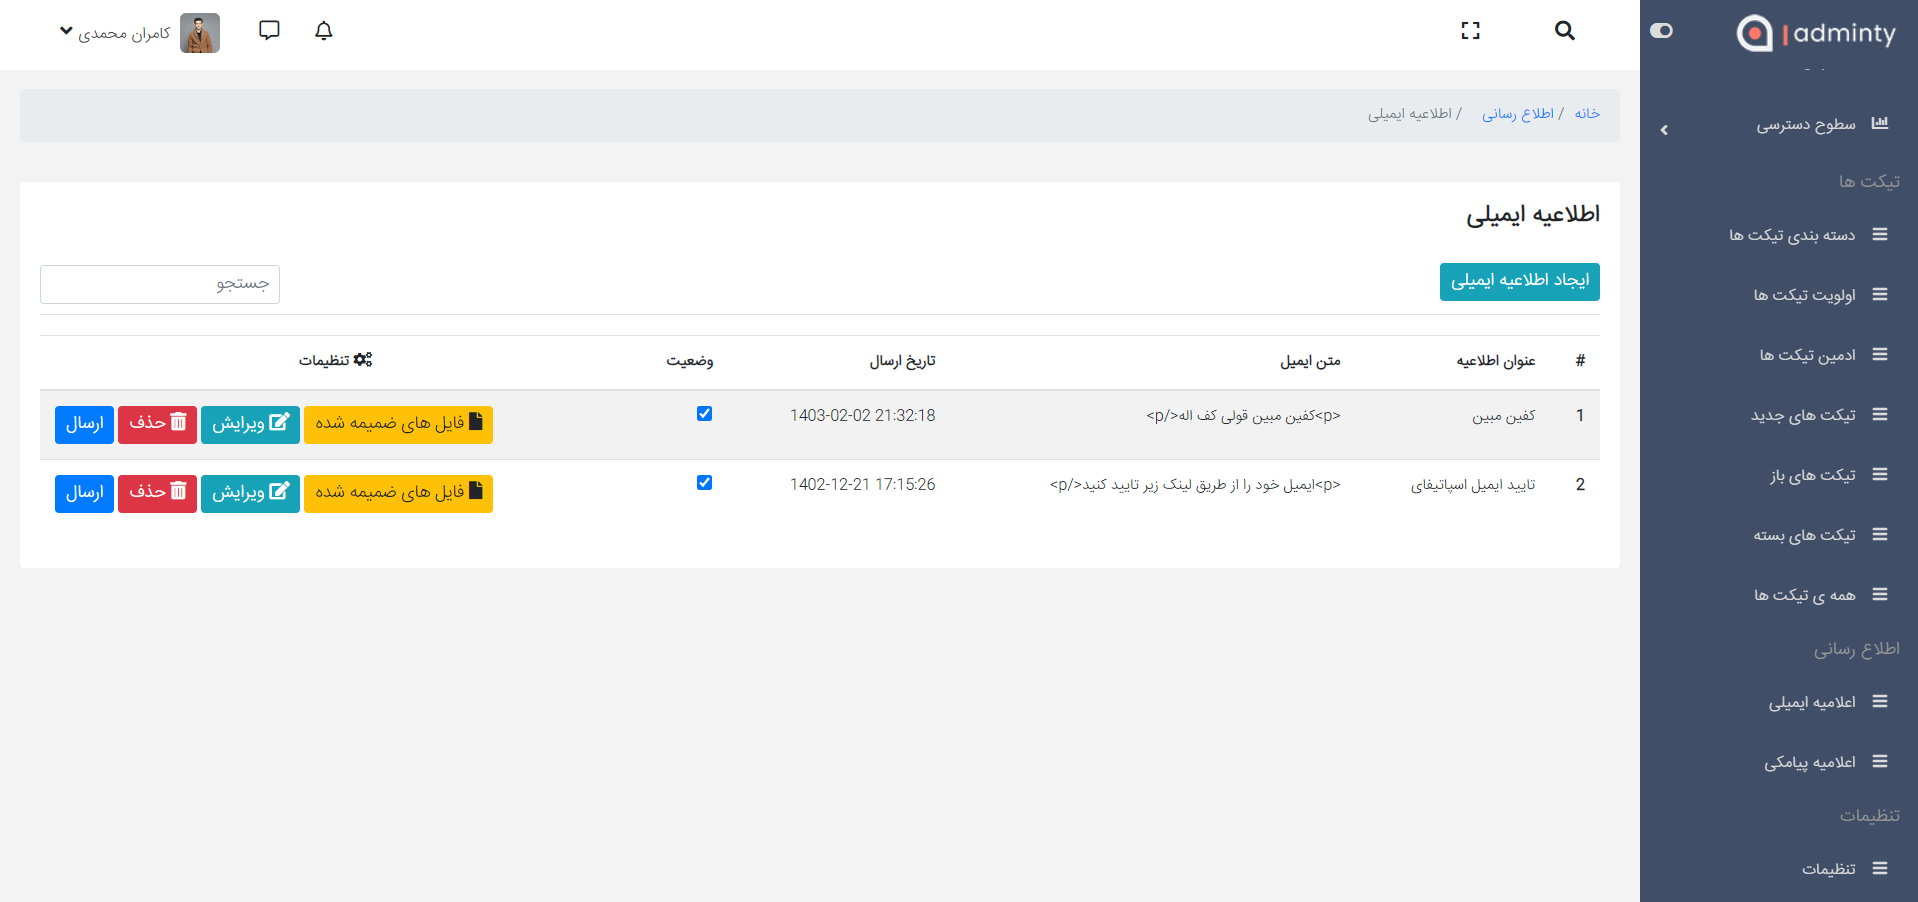 adminty
سطوح دسترسی
تیکت ها
دسته بندی تیکت ها
اولویت تیکت ها
ادمین تیکت ها
تیکت های جدید
تیکت های باز
تیکت های بسته
همه ی تیکت ها
اطلاع رسانی
اعلامیه ایمیلی
اعلامیه پیامکی
تنظیمات
تنظیمات
کامران محمدی
خانه / اطلاع رسانی / اطلاعیه ایمیلی
اطلاعیه ایمیلی
ایجاد اطلاعیه ایمیلی
جستجو
# عنوان اطلاعیه متن ایمیل تاریخ ارسال وضعیت تنظیمات
1 کفین مبین <p>کفین مبین قولی کف اله</p> 1403-02-02 21:32:18 فایل های ضمیمه شده ویرایش حذف ارسال
2 تایید ایمیل اسپاتیفای <p>ایمیل خود را از طریق لینک زیر تایید کنید</p> 1402-12-21 17:15:26 فایل های ضمیمه شده ویرایش حذف ارسال